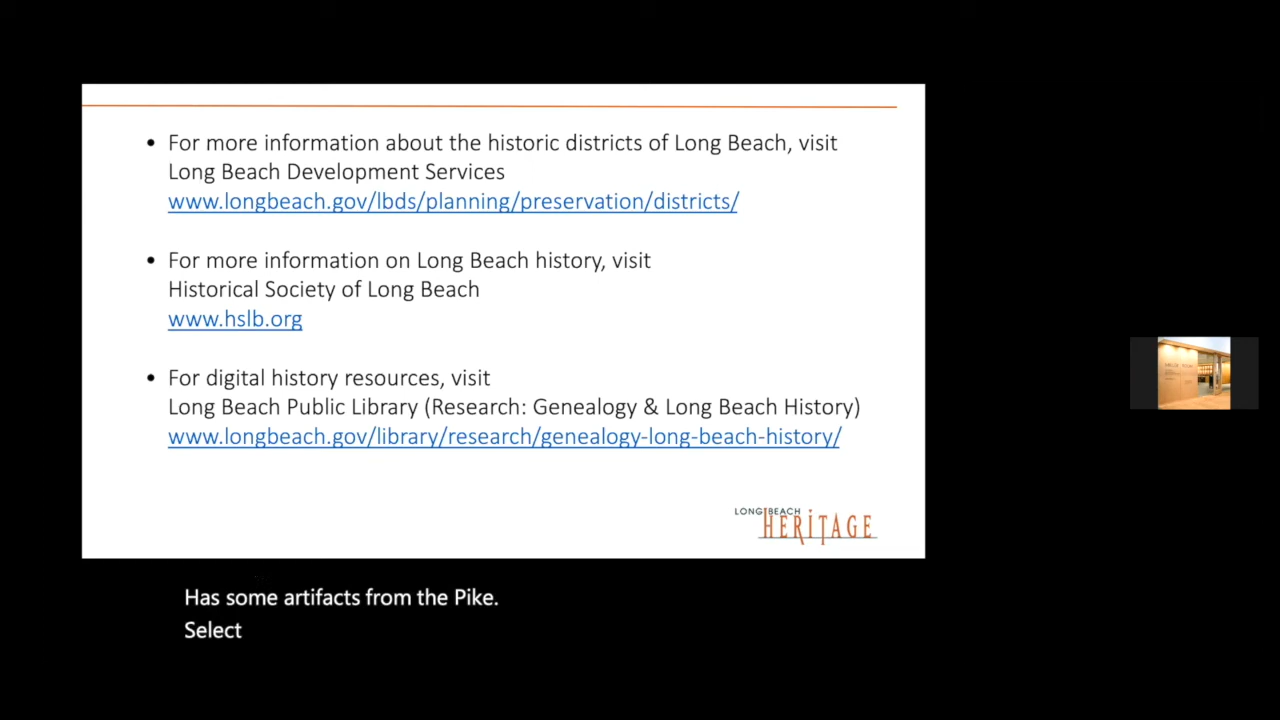 • For more information about the historic districts of Long Beach, visit
Long Beach Development Services
www.longbeach.gov/lbds/planning/preservation/districts/
• For more information on Long Beach history, visit
Historical Society of Long Beach
www.hslb.org
• For digital history resources, visit
Long Beach Public Library (Research: Genealogy & Long Beach History)
www.longbeach.gov/library/research/genealogy-long-beach-history/
LONG BEACH
HERITAGE
Has some artifacts from the Pike.
Select